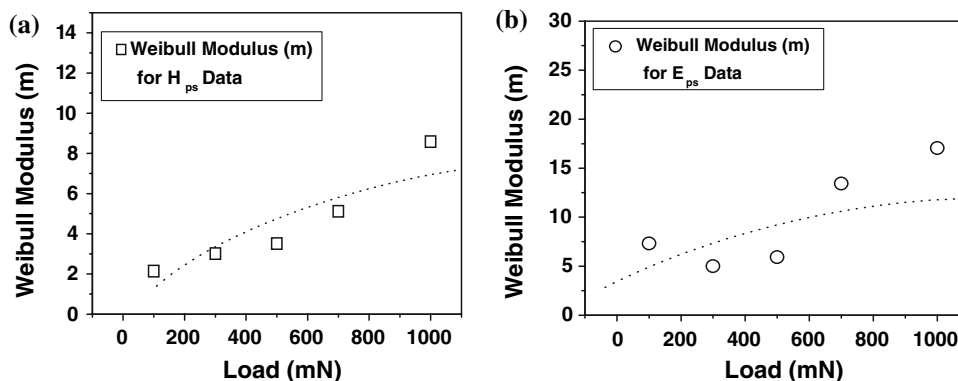 (a)
Weibull Modulus (m)
for H ps Data
Weibull Modulus (m)
14
12
10
8
6
4
2
0
0 200 400 600 800 1000
Load (mN)
(b)
Weibull Modulus (m)
for E ps Data
Weibull Modulus (m)
30
25
20
15
10
5
0
0 200 400 600 800 1000
Load (mN)